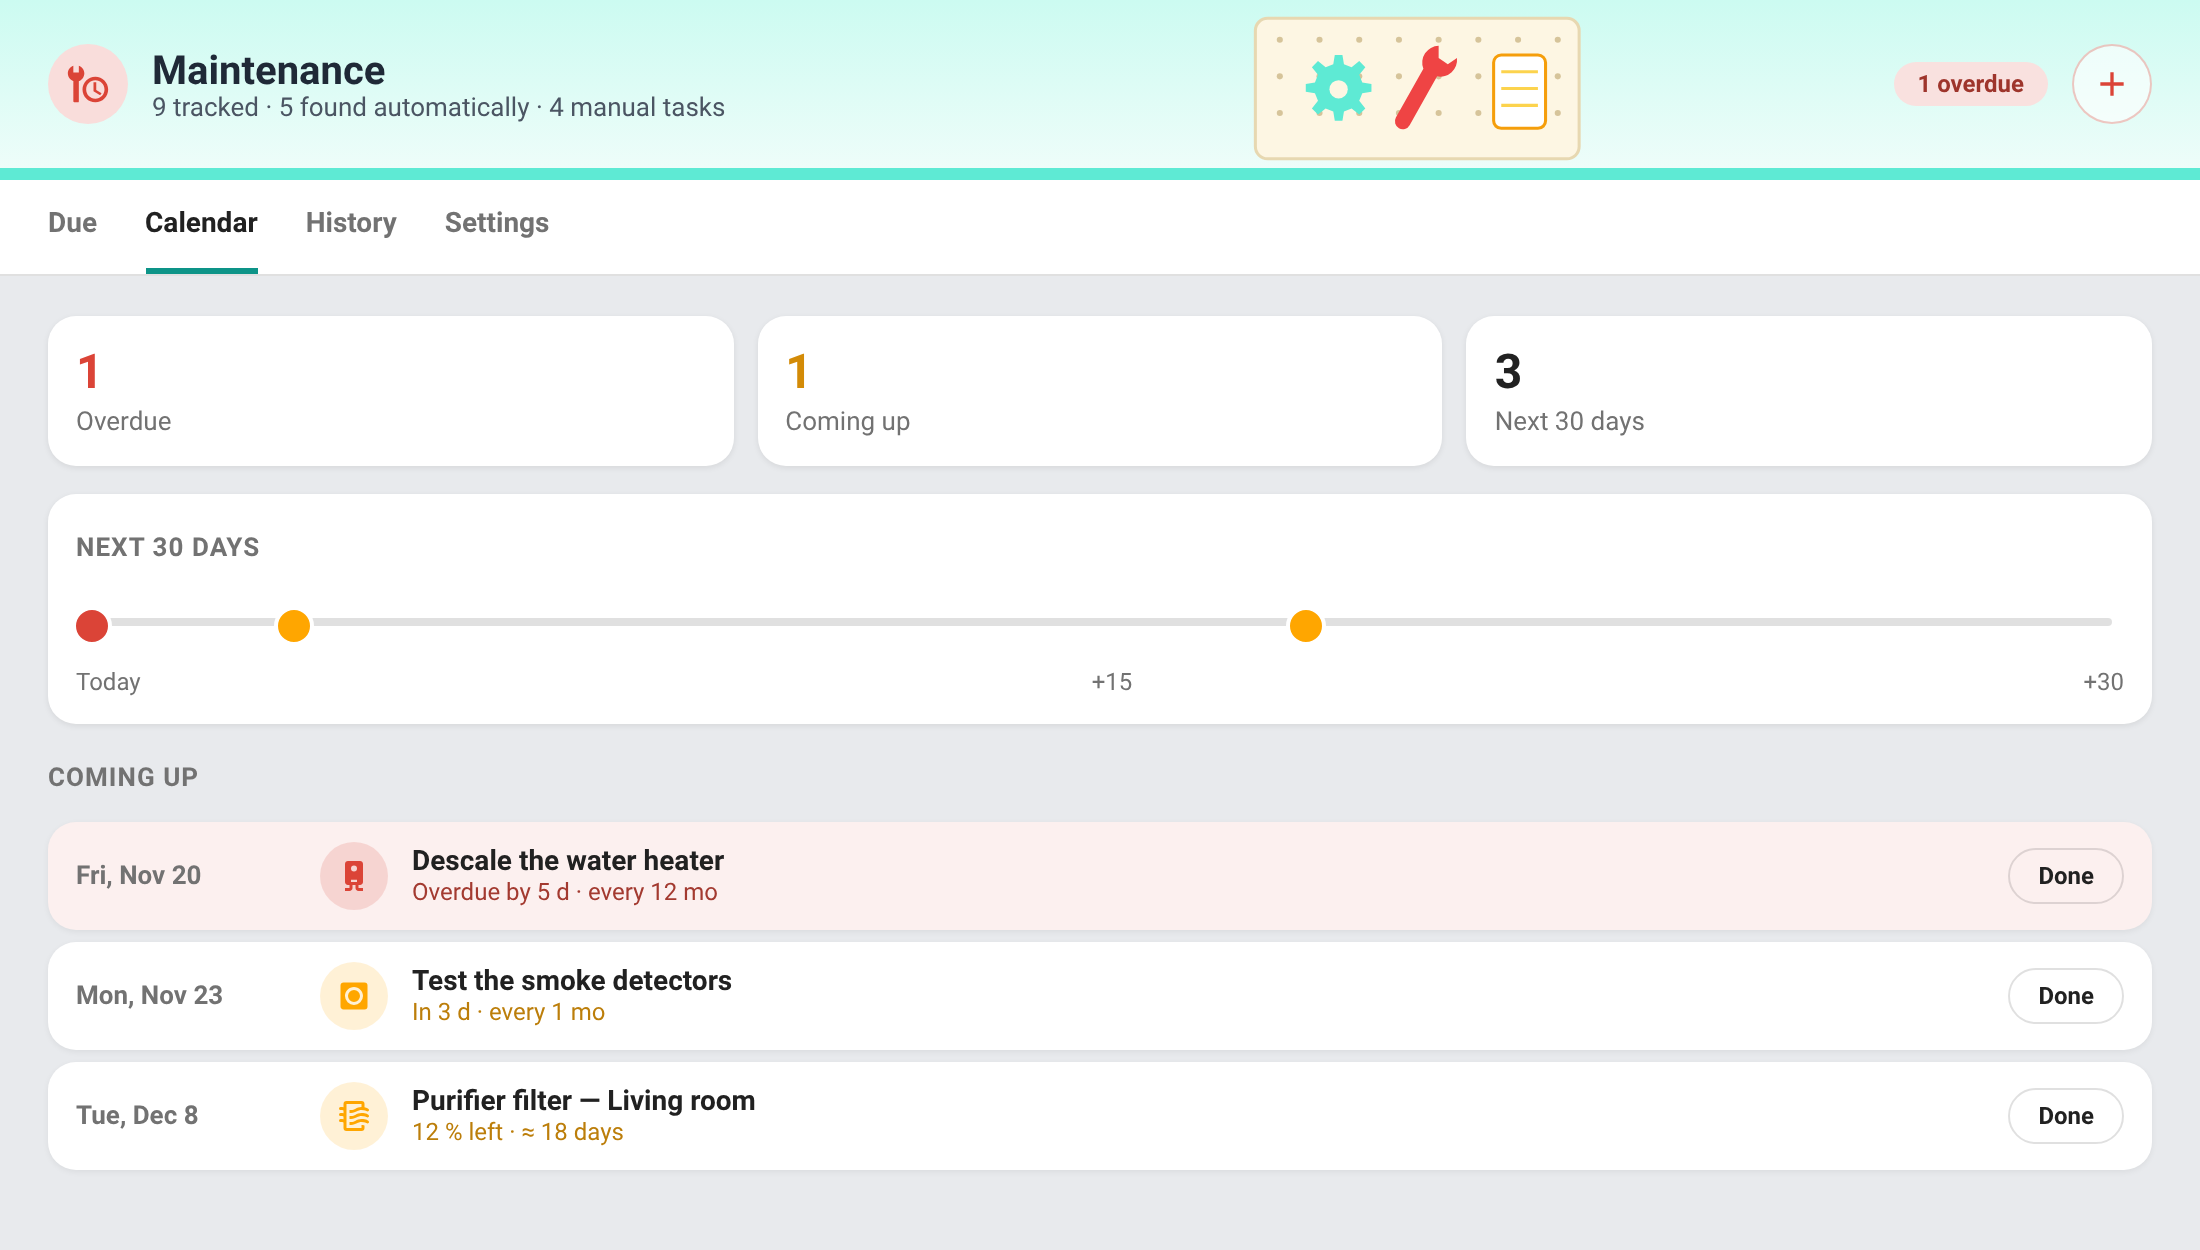 Maintenance
9 tracked · 5 found automatically · 4 manual tasks
1 overdue
+
Due
Calendar
History
Settings
1
Overdue
1
Coming up
3
Next 30 days
NEXT 30 DAYS
Today
+15
+30
COMING UP
Fri, Nov 20
Descale the water heater
Overdue by 5 d · every 12 mo
Done
Mon, Nov 23
Test the smoke detectors
In 3 d · every 1 mo
Done
Tue, Dec 8
Purifier filter — Living room
12 % left · ≈ 18 days
Done